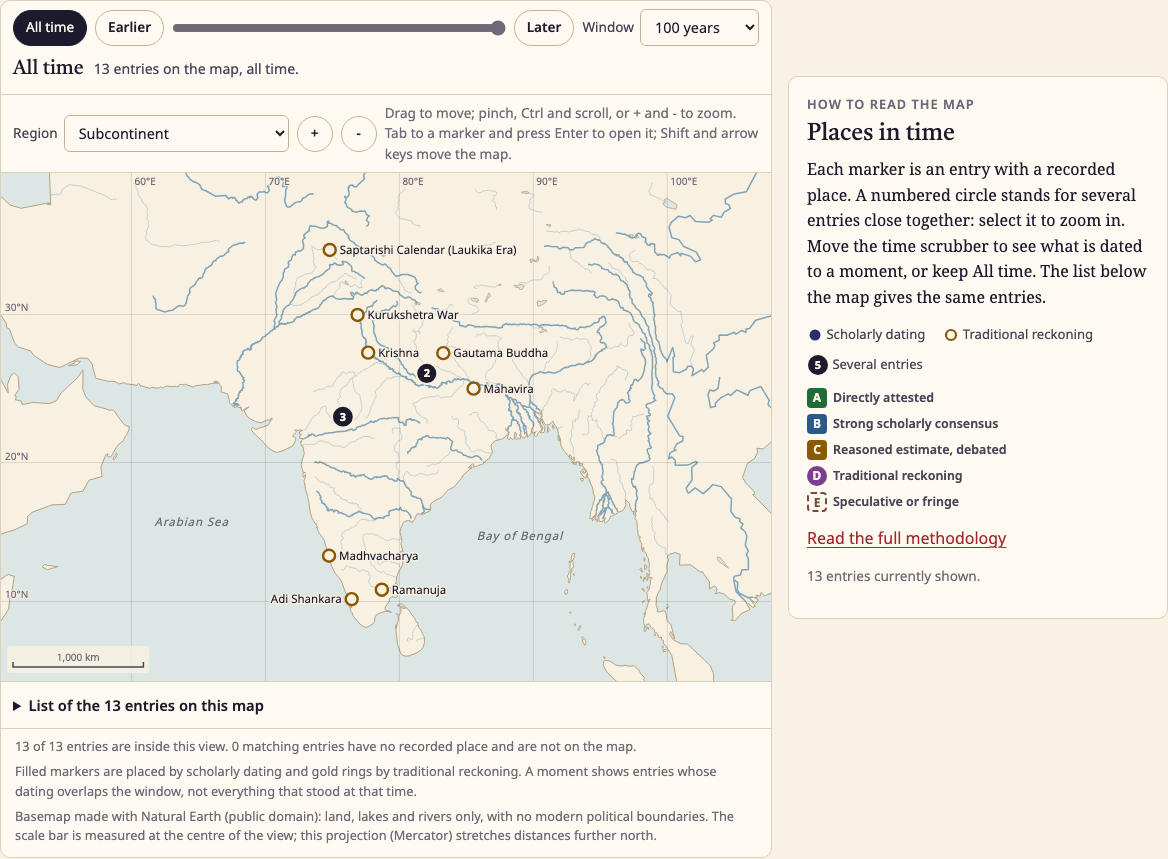 All time
Earlier
Later
Window
100 years
All time
13 entries on the map, all time.
Region
Subcontinent
+
-
Drag to move; pinch, Ctrl and scroll, or + and - to zoom.
Tab to a marker and press Enter to open it; Shift and arrow
keys move the map.
60°E
70°E
80°E
90°E
100°E
Saptarishi Calendar (Laukika Era)
30°N
Kurukshetra War
Krishna
Gautama Buddha
2
Mahavira
3
20°N
Arabian Sea
Bay of Bengal
Madhvacharya
Ramanuja
10°N
Adi Shankara
1,000 km
▶ List of the 13 entries on this map
13 of 13 entries are inside this view. 0 matching entries have no recorded place and are not on the map.
Filled markers are placed by scholarly dating and gold rings by traditional reckoning. A moment shows entries whose
dating overlaps the window, not everything that stood at that time.
Basemap made with Natural Earth (public domain): land, lakes and rivers only, with no modern political boundaries. The
scale bar is measured at the centre of the view; this projection (Mercator) stretches distances further north.
HOW TO READ THE MAP
Places in time
Each marker is an entry with a recorded
place. A numbered circle stands for several
entries close together: select it to zoom in.
Move the time scrubber to see what is dated
to a moment, or keep All time. The list below
the map gives the same entries.
Scholarly dating
Traditional reckoning
5 Several entries
A Directly attested
B Strong scholarly consensus
C Reasoned estimate, debated
D Traditional reckoning
E Speculative or fringe
Read the full methodology
13 entries currently shown.